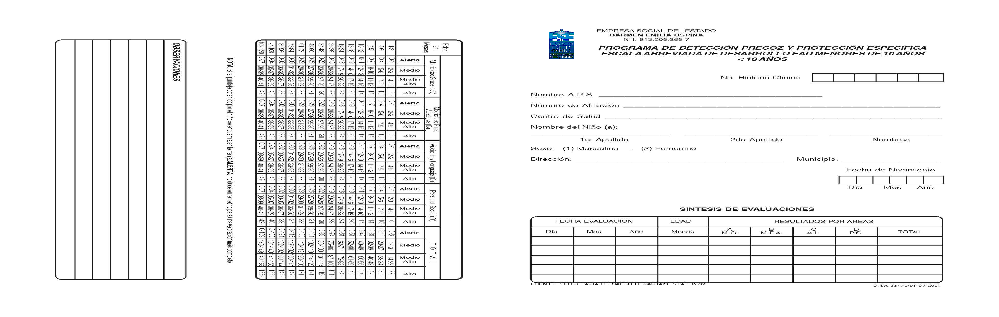 EMPRESA SOCIAL DEL ESTADO
CARMEN EMILIA OSPINA
NIT. 813.005.265-7
ESE
CARMEN
EMILIA
OSPINA
Salud y Calidad
PROGRAMA DE DETECCIÓN PRECOZ Y PROTECCIÓN ESPECIFICA
ESCALA ABREVIADA DE DESARROLLO EAD MENORES DE 10 AÑOS
< 10 AÑOS
No. Historia Clinica
Nombre A.R.S.
Número de Afiliación
Centro de Salud
Nombre del Niño (a):
1er Apellido 2do Apellido Nombres
Sexo: (1) Masculino - (2) Femenino
Dirección: Municipio:
Fecha de Nacimiento
Día Mes Año
SINTESIS DE EVALUACIONES
FECHA EVALUACION EDAD RESULTADOS POR AREAS
Día Mes Año Meses A M.G. B M.F.A. C A.L. D P.S. TOTAL
FUENTE: SECRETARIA DE SALUD DEPARTAMENTAL. 2002
F-SA-35/V1/01-07-2007
Edad en Meses
Motricidad Gruesa (A) Motricidad Fina Adaptiva (B) Audición y Lenguaje (C) Personal Social (D) T O T A L
Alerta Medio Medio Alto Alto Alerta Medio Medio Alto Alto Alerta Medio Medio Alto Alto Alerta Medio Medio Alto Alto Alerta Medio Medio Alto Alto
1-3 0-1 2-3 4-5 6- 0-1 2-3 4-5 6- 0-1 2-3 4-5 6- 0-1 2-3 4-5 6- 0-6 1-13 14-22 23-
4-6 0-4 5-6 7-9 10- 0-4 5-6 7-9 10- 0-4 5-6 7-9 10- 0-4 5-6 7-9 10- 0-19 20-27 28-34 35-
7-9 0-7 8-10 11-13 14- 0-7 8-10 11-13 14- 0-7 8-10 11-13 14- 0-7 8-10 11-13 14- 0-31 32-39 40-48 49-
10-12 0-11 12-13 14-16 17- 0-11 12-13 14-16 17- 0-11 12-13 14-16 17- 0-11 12-13 14-16 17- 0-42 43-49 50-56 57-
13-18 0-13 14-16 17-19 20- 0-13 14-16 17-19 20- 0-13 14-16 17-19 20- 0-13 14-16 17-19 20- 0-51 52-60 61-69 70-
19-24 0-16 17-19 20-23 24- 0-16 17-19 20-23 24- 0-16 17-19 20-23 24- 0-16 17-19 20-23 24- 0-61 62-71 72-83 84-
25-36 0-19 20-23 24-27 28- 0-19 20-23 24-27 28- 0-19 20-23 24-27 28- 0-19 20-23 24-27 28- 0-74 75-86 87-100 101-
37-48 0-22 23-26 27-29 30 0-22 23-26 27-29 30 0-22 23-26 27-29 30 0-22 23-26 27-29 30 0-89 90-100 101-114 115-
49-60 0-26 27-28 29-30 31- 0-26 27-28 29-30 31- 0-26 27-28 29-30 31- 0-26 27-28 29-30 31- 0-101 102-113 114-120 121-
61-72 0-28 29-30 31-32 33- 0-28 29-30 31-32 33- 0-28 29-30 31-32 33- 0-28 29-30 31-32 33- 0-109 110-119 120-130 131-
73-84 0-30 31-32 33-36 37- 0-30 31-32 33-36 37- 0-30 31-32 33-36 37- 0-30 31-32 33-36 37- 0-116 117-132 133-141 142-
85-96 0-32 33-35 36-37 38- 0-32 33-35 36-37 38- 0-32 33-35 36-37 38- 0-32 33-35 36-37 38- 0-121 122-132 133-144 145-
97-108 0-34 35-37 38-39 40- 0-34 35-37 38-39 40- 0-34 35-37 38-39 40- 0-34 35-37 38-39 40- 0-130 131-140 141-155 156-
109-120 0-37 38-39 40-41 42- 0-37 38-39 40-41 42- 0-37 38-39 40-41 42- 0-37 38-39 40-41 42- 0-139 140-148 149-165 166-
NOTA: Si el puntaje obtenido por el niño se encuentra en la franja ALERTA, no dude en remetirlo para una valoración más completa
OBSERVACIONES